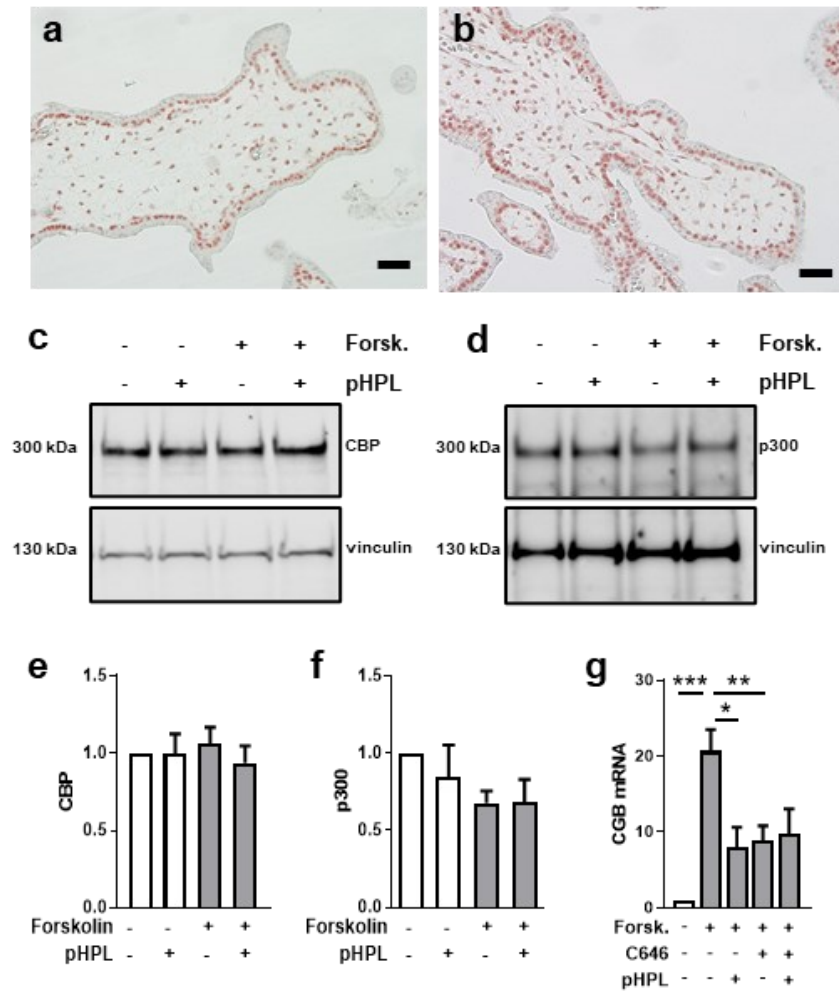 a
b
c
- - + + Forsk.
- + - + pHPL
300 kDa CBP
130 kDa vinculin
d
- - + + Forsk.
- + - + pHPL
300 kDa p300
130 kDa vinculin
e
1.5
1.0
0.5
0.0
CBP
Forskolin - - + +
pHPL - + - +
f
1.5
1.0
0.5
0.0
p300
Forskolin - - + +
pHPL - + - +
g
30
20
10
0
CGB mRNA
*** **
*
Forsk. - + + + +
C646 - - - + +
pHPL - - + - +